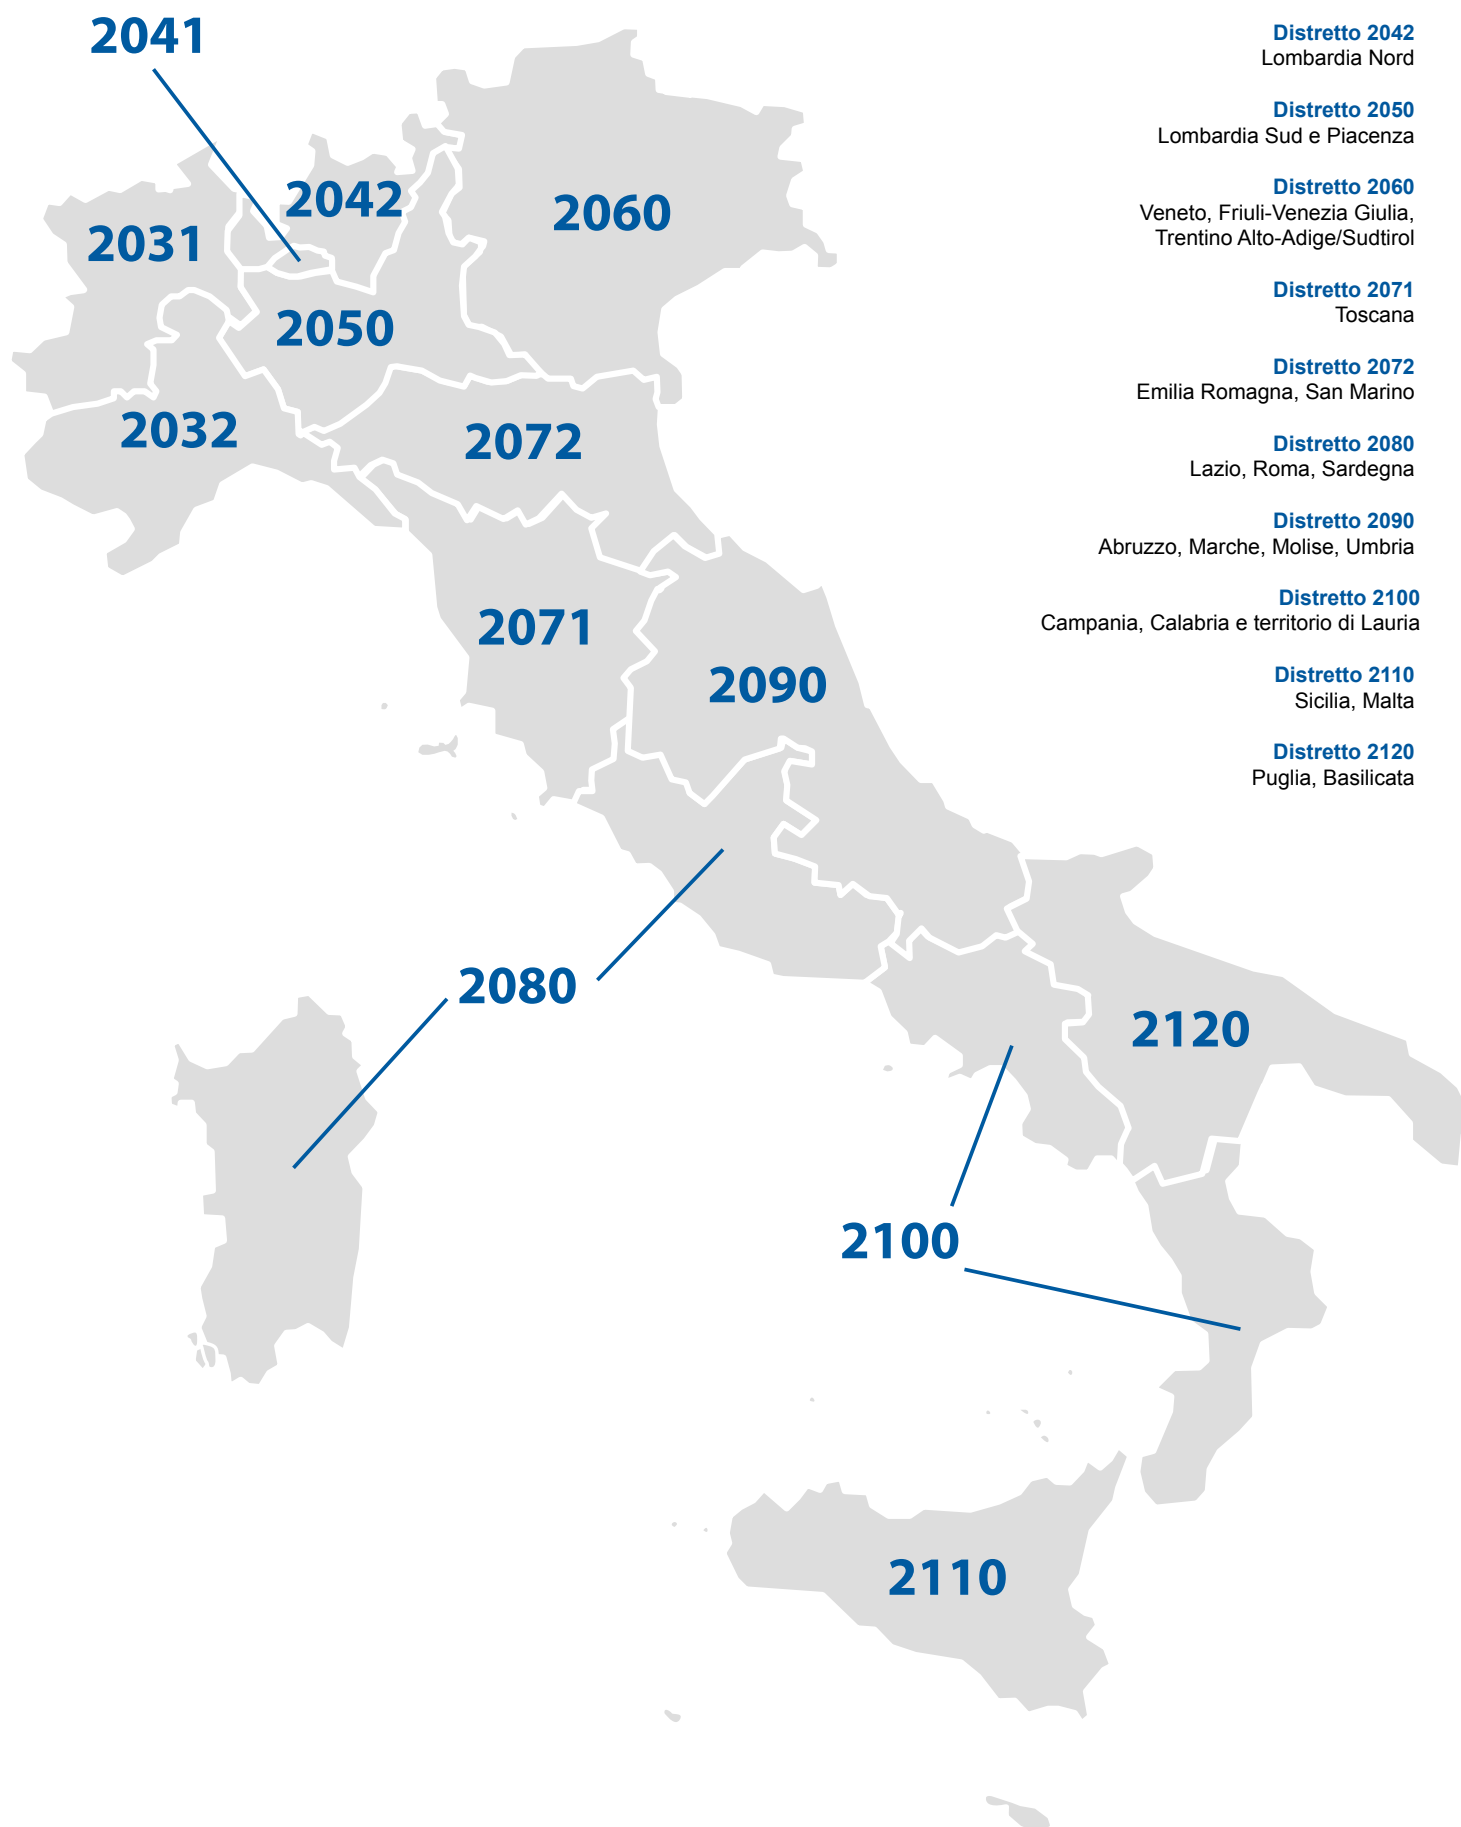 2041
2042
2031
2060
2050
2032
2072
2071
2090
2080
2120
2100
2110
Distretto 2042
Lombardia Nord
Distretto 2050
Lombardia Sud e Piacenza
Distretto 2060
Veneto, Friuli-Venezia Giulia,
Trentino Alto-Adige/Sudtirol
Distretto 2071
Toscana
Distretto 2072
Emilia Romagna, San Marino
Distretto 2080
Lazio, Roma, Sardegna
Distretto 2090
Abruzzo, Marche, Molise, Umbria
Distretto 2100
Campania, Calabria e territorio di Lauria
Distretto 2110
Sicilia, Malta
Distretto 2120
Puglia, Basilicata